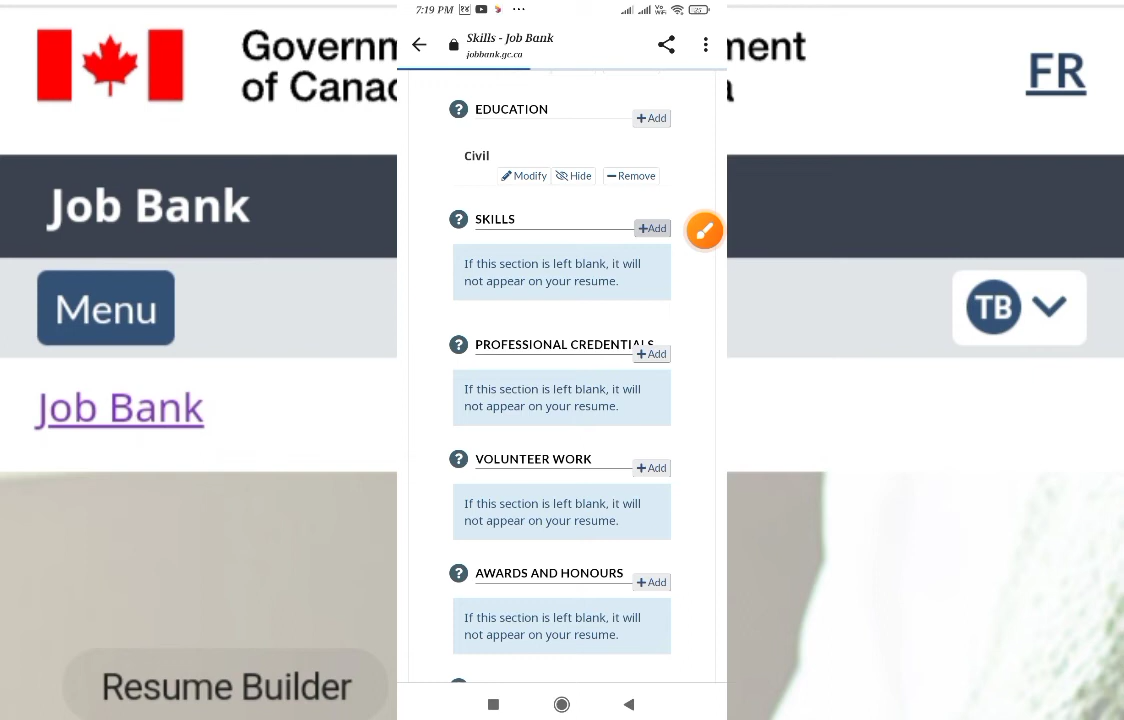 7:19 PM
Skills - Job Bank
jobbank.gc.ca
EDUCATION
+Add
Civil
Modify Hide Remove
SKILLS
+Add
If this section is left blank, it will
not appear on your resume.
PROFESSIONAL CREDENTIALS
+Add
If this section is left blank, it will
not appear on your resume.
VOLUNTEER WORK
+Add
If this section is left blank, it will
not appear on your resume.
AWARDS AND HONOURS
+Add
If this section is left blank, it will
not appear on your resume.
Governm
of Canad
ment
a
FR
Job Bank
Menu
TB
Job Bank
Resume Builder